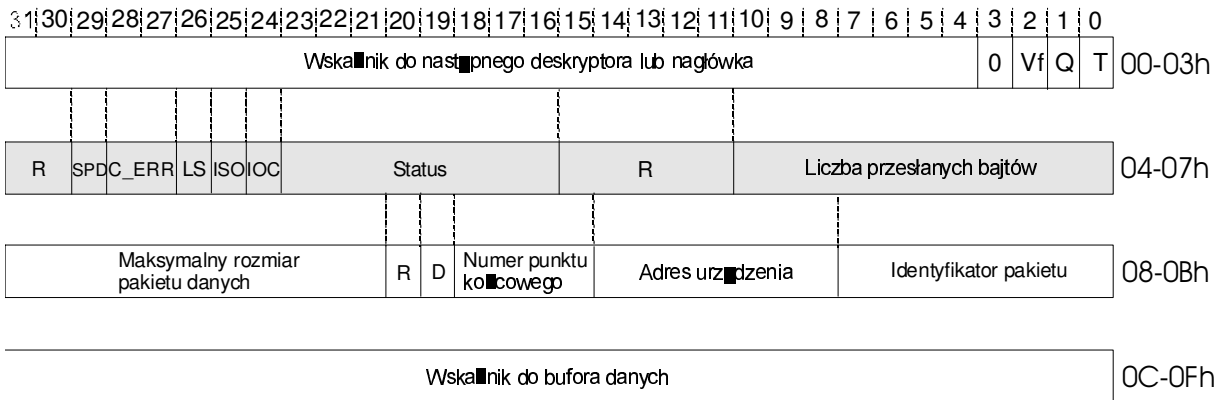 31 30 29 28 27 26 25 24 23 22 21 20 19 18 17 16 15 14 13 12 11 10 9 8 7 6 5 4 3 2 1 0
do deskryptora lub nagłówka 0 Vf Q T 00-03h
R SPD C_ERR LS ISO IOC Status R Liczba przesłanych bajtów 04-07h
Maksymalny rozmiar
pakietu danych
R D
Numer punktu
Adres
Identyfikator pakietu
08-0Bh
do bufora danych 0C-0Fh